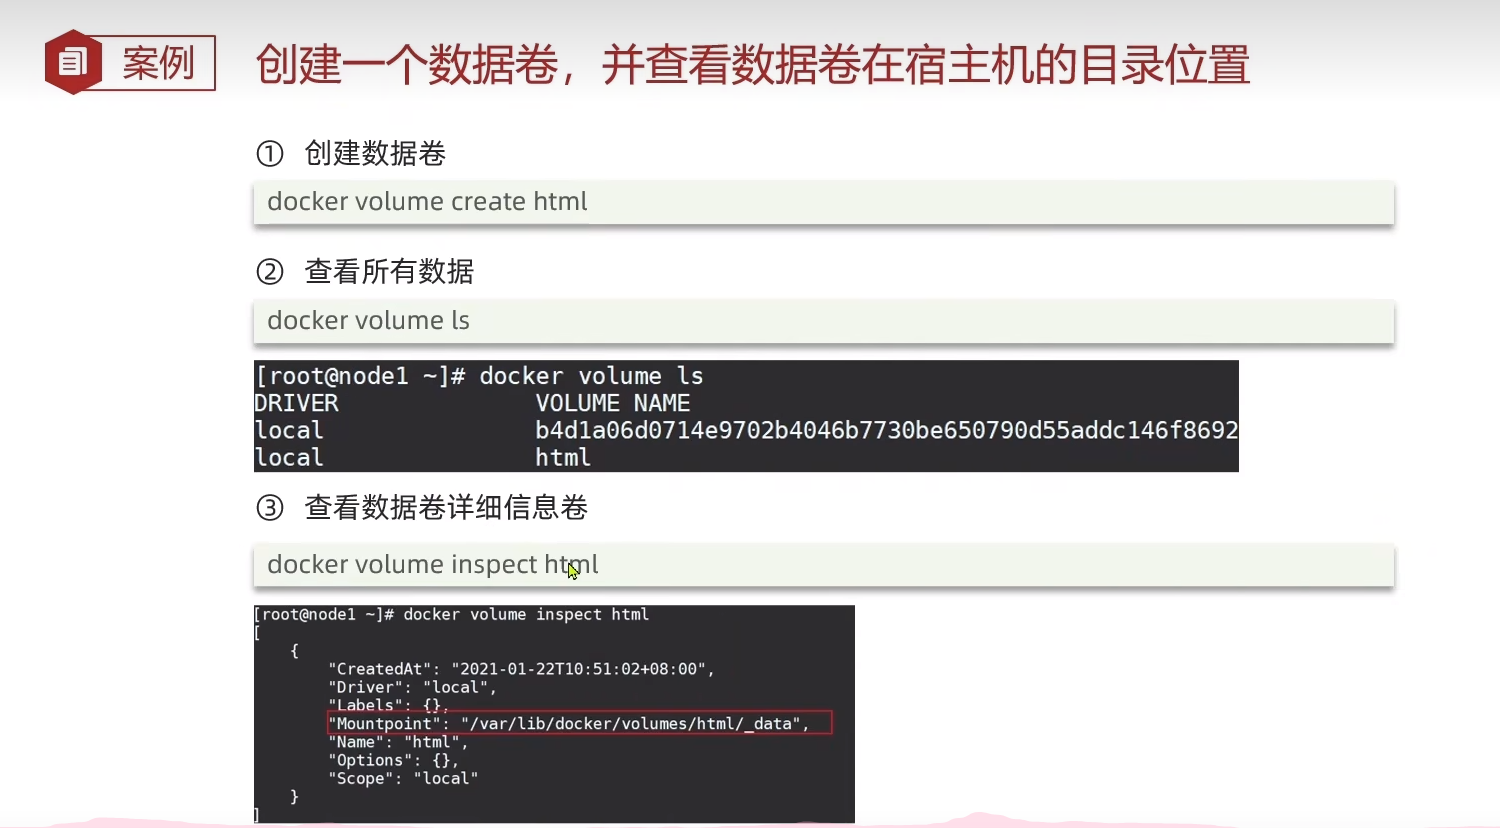 案例
创建一个数据卷，并查看数据卷在宿主机的目录位置
① 创建数据卷
docker volume create html
② 查看所有数据
docker volume ls
[root@node1 ~]# docker volume ls
DRIVER VOLUME NAME
local b4d1a06d0714e9702b4046b7730be650790d55addc146f8692
local html
③ 查看数据卷详细信息卷
docker volume inspect html
[root@node1 ~]# docker volume inspect html
[
{
"CreatedAt": "2021-01-22T10:51:02+08:00",
"Driver": "local",
"Labels": {},
"Mountpoint": "/var/lib/docker/volumes/html/_data",
"Name": "html",
"Options": {},
"Scope": "local"
}
]